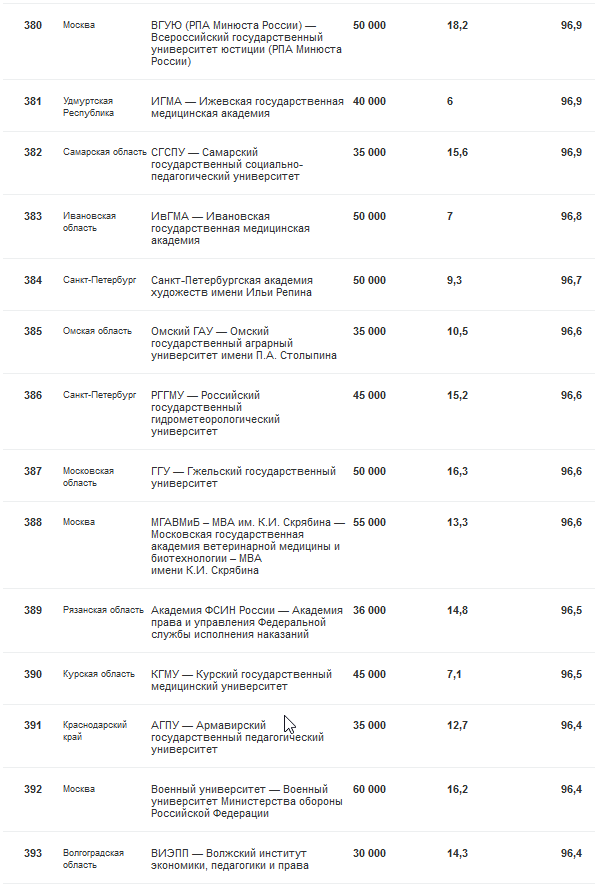 380 Москва ВГУЮ (РПА Минюста России) — 50 000 18,2 96,9
Всероссийский государственный
университет юстиции (РПА Минюста
России)
381 Удмуртская ИГМА — Ижевская государственная 40 000 6 96,9
Республика медицинская академия
382 Самарская область СГСПУ — Самарский 35 000 15,6 96,9
государственный социально-
педагогический университет
383 Ивановская ИвГМА — Ивановская 50 000 7 96,8
область государственная медицинская
академия
384 Санкт-Петербург Санкт-Петербургская академия 50 000 9,3 96,7
художеств имени Ильи Репина
385 Омская область Омский ГАУ — Омский 35 000 10,5 96,6
государственный аграрный
университет имени П.А. Столыпина
386 Санкт-Петербург РГГМУ — Российский 45 000 15,2 96,6
государственный
гидрометеорологический
университет
387 Московская ГГУ — Гжельский государственный 50 000 16,3 96,6
область университет
388 Москва МГАВМиБ – МВА им. К.И. Скрябина — 55 000 13,3 96,6
Московская государственная
академия ветеринарной медицины и
биотехнологии – МВА
имени К.И. Скрябина
389 Рязанская область Академия ФСИН России — Академия 36 000 14,8 96,5
права и управления Федеральной
службы исполнения наказаний
390 Курская область КГМУ — Курский государственный 45 000 7,1 96,5
медицинский университет
391 Краснодарский АГПУ — Армавирский 35 000 12,7 96,4
край государственный педагогический
университет
392 Москва Военный университет — Военный 60 000 16,2 96,4
университет Министерства обороны
Российской Федерации
393 Волгоградская ВИЭПП — Волжский институт 30 000 14,3 96,4
область экономики, педагогики и права